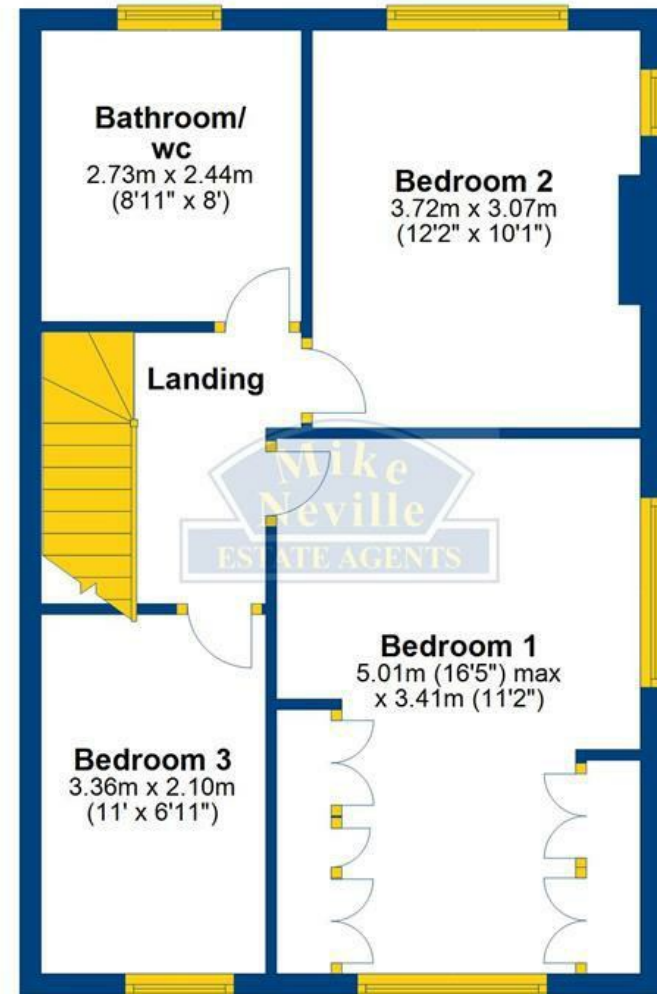 Bathroom/
wc
2.73m x 2.44m
(8'11" x 8')
Bedroom 2
3.72m x 3.07m
(12'2" x 10'1")
Landing
Mike
Neville
ESTATE AGENTS
Bedroom 1
5.01m (16'5") max
x 3.41m (11'2")
Bedroom 3
3.36m x 2.10m
(11' x 6'11")